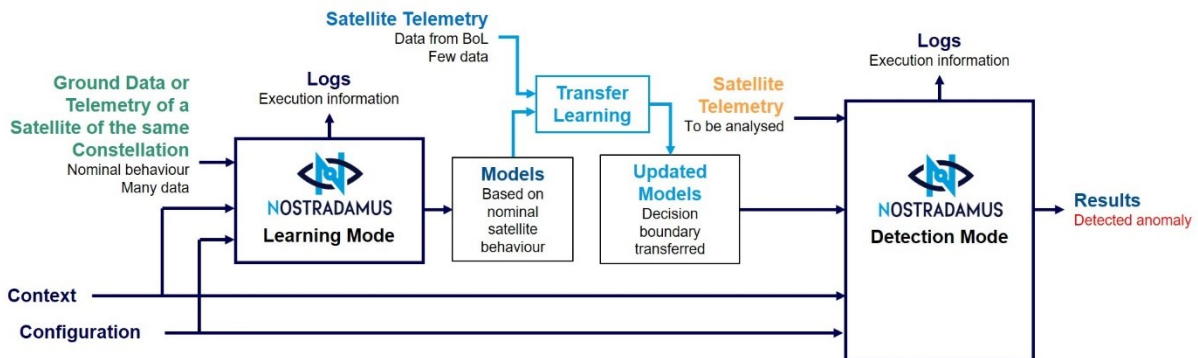 Satellite Telemetry
Data from BoL
Few data
Logs
Execution information
Ground Data or
Telemetry of a
Satellite of the same
Constellation
Nominal behaviour
Many data
Logs
Execution information
Transfer
Learning
Satellite
Telemetry
To be analysed
NOSTRADAMUS
Learning Mode
Models
Based on
nominal
satellite
behaviour
Updated
Models
Decision
boundary
transferred
NOSTRADAMUS
Detection Mode
Results
Detected anomaly
Context
Configuration